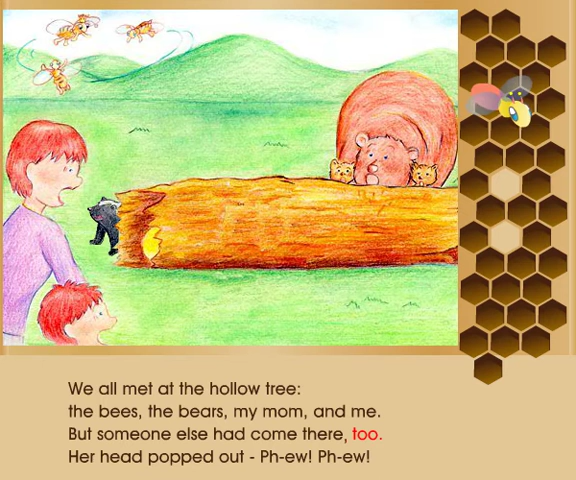 We all met at the hollow tree:
the bees, the bears, my mom, and me.
But someone else had come there, too.
Her head popped out - Ph-ew! Ph-ew!